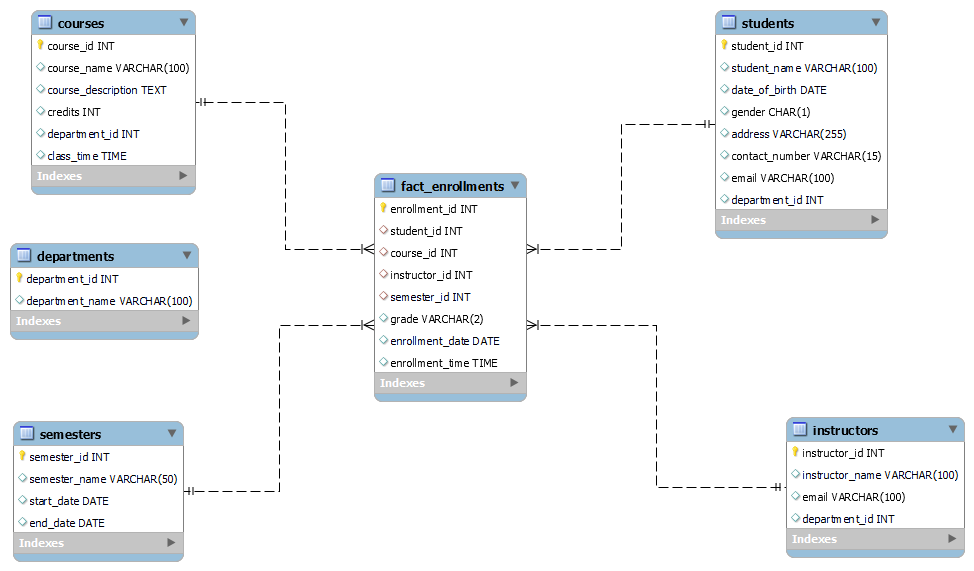 courses
course_id INT
course_name VARCHAR(100)
course_description TEXT
credits INT
department_id INT
class_time TIME
Indexes
students
student_id INT
student_name VARCHAR(100)
date_of_birth DATE
gender CHAR(1)
address VARCHAR(255)
contact_number VARCHAR(15)
email VARCHAR(100)
department_id INT
Indexes
fact_enrollments
enrollment_id INT
student_id INT
course_id INT
instructor_id INT
semester_id INT
grade VARCHAR(2)
enrollment_date DATE
enrollment_time TIME
Indexes
departments
department_id INT
department_name VARCHAR(100)
Indexes
semesters
semester_id INT
semester_name VARCHAR(50)
start_date DATE
end_date DATE
Indexes
instructors
instructor_id INT
instructor_name VARCHAR(100)
email VARCHAR(100)
department_id INT
Indexes